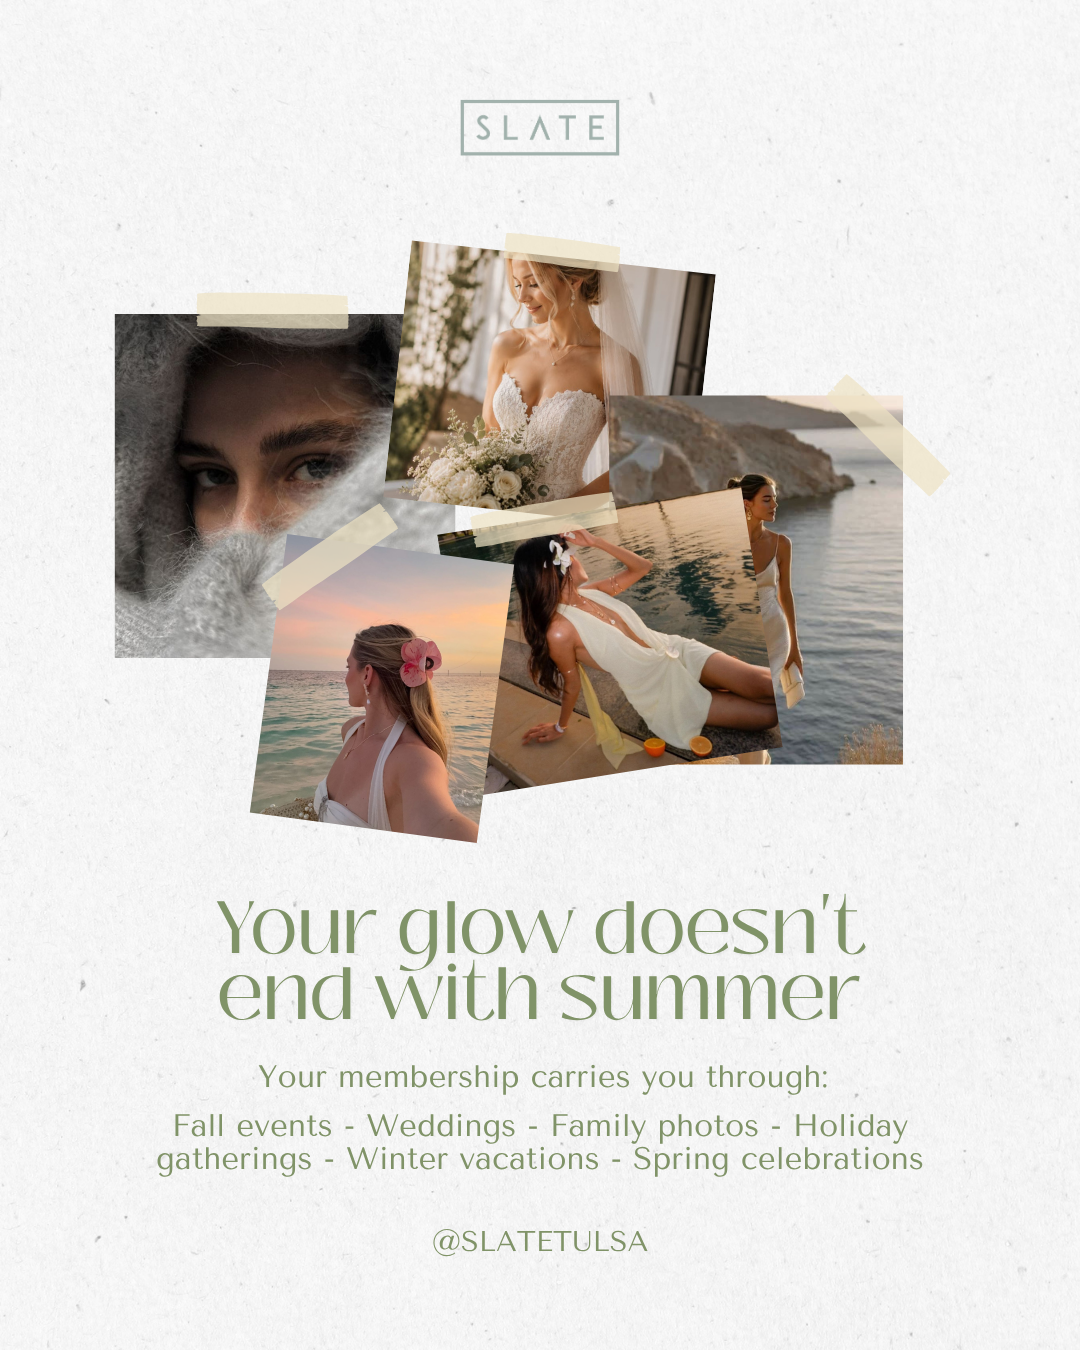 SLATE
Your glow doesn't
end with summer
Your membership carries you through:
Fall events - Weddings - Family photos - Holiday
gatherings - Winter vacations - Spring celebrations
@SLATETULSA